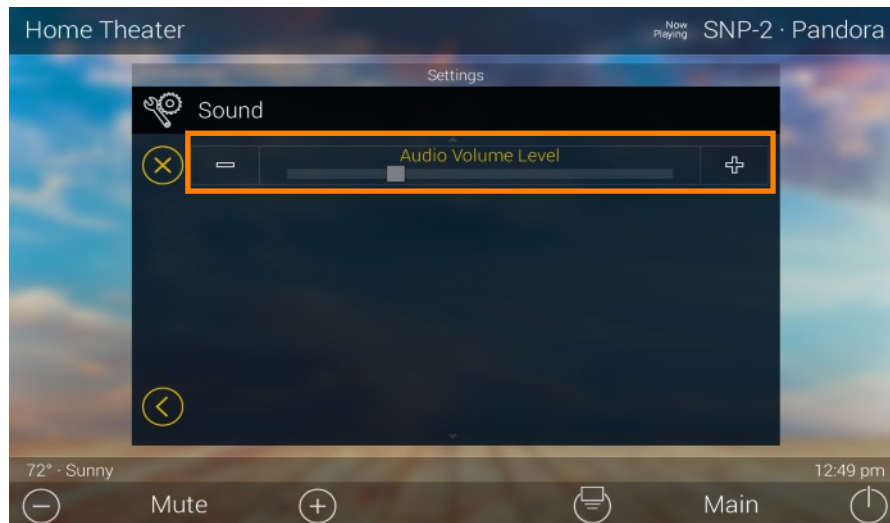 Home Theater
Now Playing SNP-2 · Pandora
Settings
Sound
Audio Volume Level
72° · Sunny
12:49 pm
Mute
Main